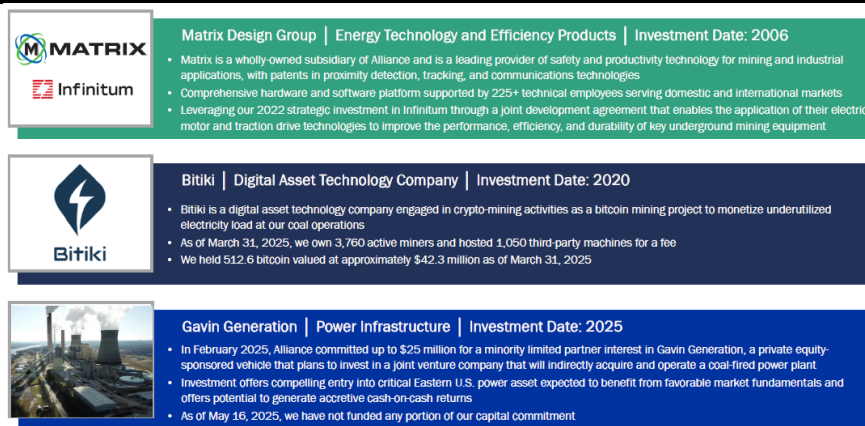 MATRIX
Infinitum
Matrix Design Group | Energy Technology and Efficiency Products | Investment Date: 2006
• Matrix is a wholly-owned subsidiary of Alliance and is a leading provider of safety and productivity technology for mining and industrial
applications, with patents in proximity detection, tracking, and communications technologies
• Comprehensive hardware and software platform supported by 225+ technical employees serving domestic and international markets
• Leveraging our 2022 strategic investment in Infinitum through a joint development agreement that enables the application of their electric
motor and traction drive technologies to improve the performance, efficiency, and durability of key underground mining equipment
Bitiki
Bitiki | Digital Asset Technology Company | Investment Date: 2020
• Bitiki is a digital asset technology company engaged in crypto-mining activities as a bitcoin mining project to monetize underutilized
electricity load at our coal operations
• As of March 31, 2025, we own 3,760 active miners and hosted 1,050 third-party machines for a fee
• We held 512.6 bitcoin valued at approximately $42.3 million as of March 31, 2025
Gavin Generation | Power Infrastructure | Investment Date: 2025
• In February 2025, Alliance committed up to $25 million for a minority limited partner interest in Gavin Generation, a private equity-
sponsored vehicle that plans to invest in a joint venture company that will indirectly acquire and operate a coal-fired power plant
• Investment offers compelling entry into critical Eastern U.S. power asset expected to benefit from favorable market fundamentals and
offers potential to generate accretive cash-on-cash returns
• As of May 16, 2025, we have not funded any portion of our capital commitment